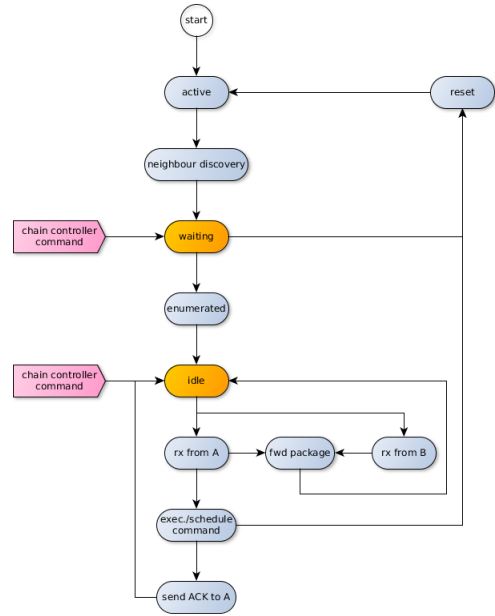 start
active
reset
neighbour discovery
chain controller
command
waiting
enumerated
chain controller
command
idle
rx from A
fwd package
rx from B
exec./schedule
command
send ACK to A